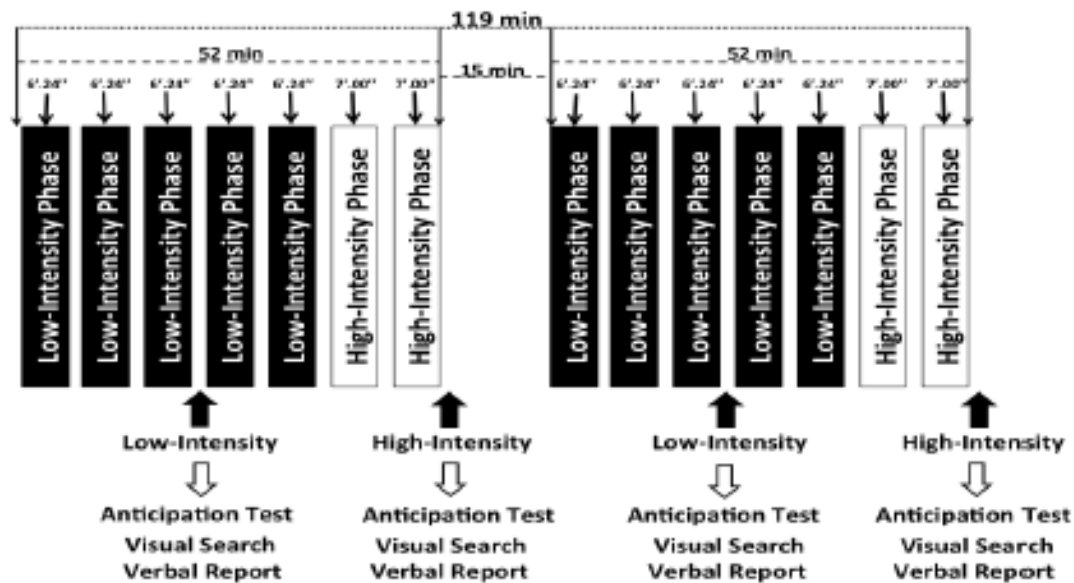 119 min
52 min
52 min
15 min
6'.24'' 6'.24'' 6'.24'' 6'.24'' 6'.24'' 7'.00'' 7'.00''
6'.24'' 6'.24'' 6'.24'' 6'.24'' 6'.24'' 7'.00'' 7'.00''
Low-Intensity Phase
Low-Intensity Phase
Low-Intensity Phase
Low-Intensity Phase
Low-Intensity Phase
High-Intensity Phase
High-Intensity Phase
Low-Intensity Phase
Low-Intensity Phase
Low-Intensity Phase
Low-Intensity Phase
Low-Intensity Phase
High-Intensity Phase
High-Intensity Phase
Low-Intensity
High-Intensity
Low-Intensity
High-Intensity
Anticipation Test
Visual Search
Verbal Report
Anticipation Test
Visual Search
Verbal Report
Anticipation Test
Visual Search
Verbal Report
Anticipation Test
Visual Search
Verbal Report